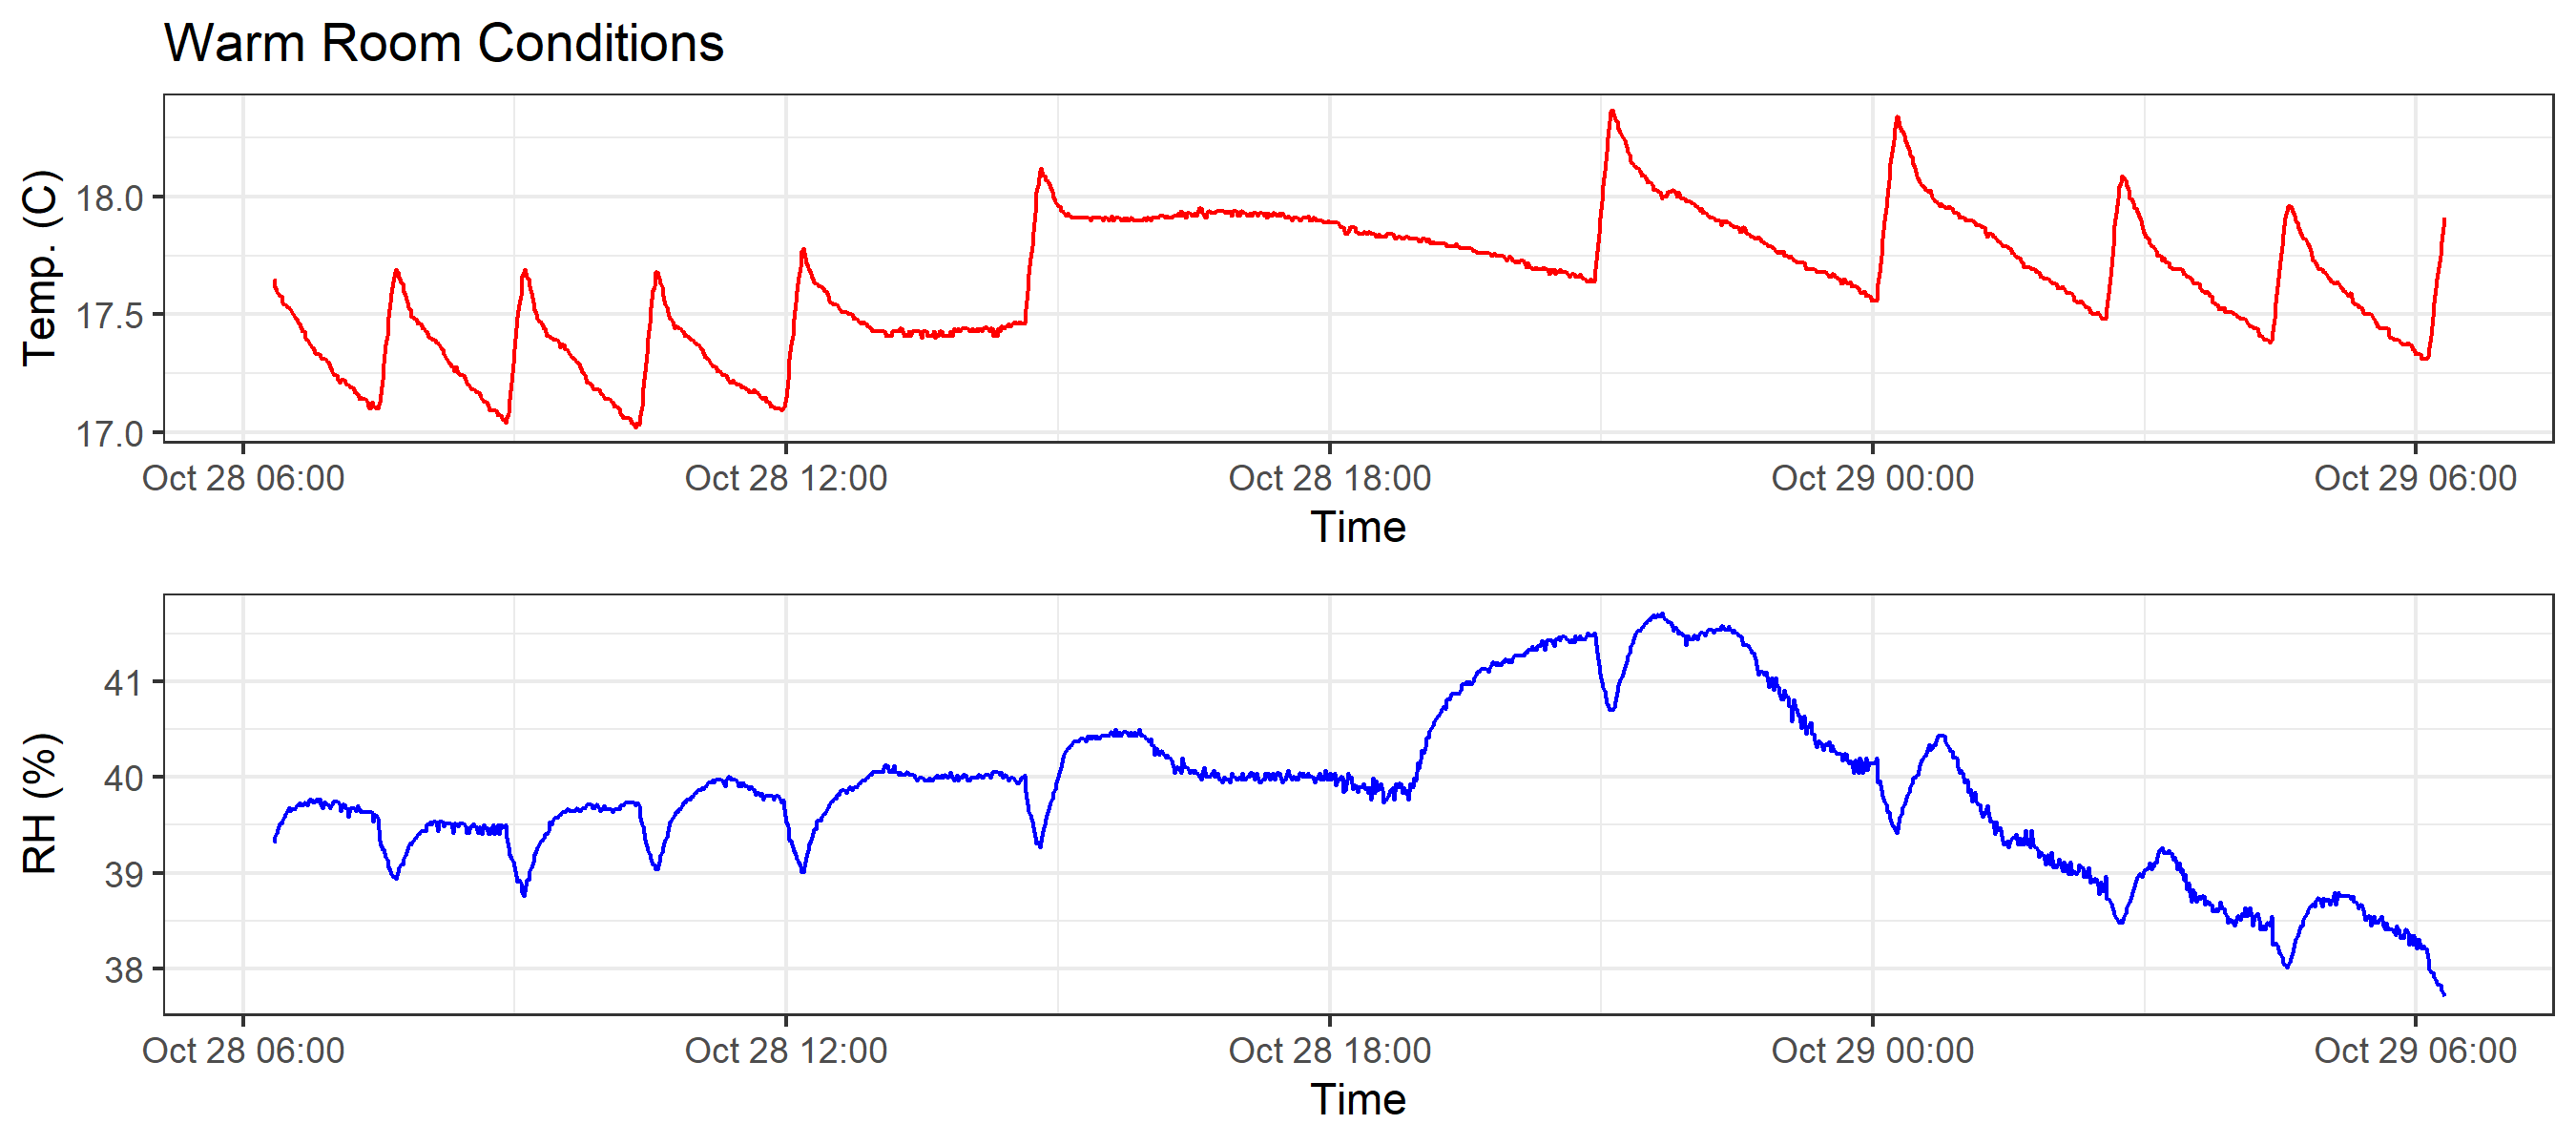 Warm Room Conditions
Temp. (C)
18.0
17.5
17.0
Oct 28 06:00 Oct 28 12:00 Oct 28 18:00 Oct 29 00:00 Oct 29 06:00
Time
RH (%)
41
40
39
38
Oct 28 06:00 Oct 28 12:00 Oct 28 18:00 Oct 29 00:00 Oct 29 06:00
Time